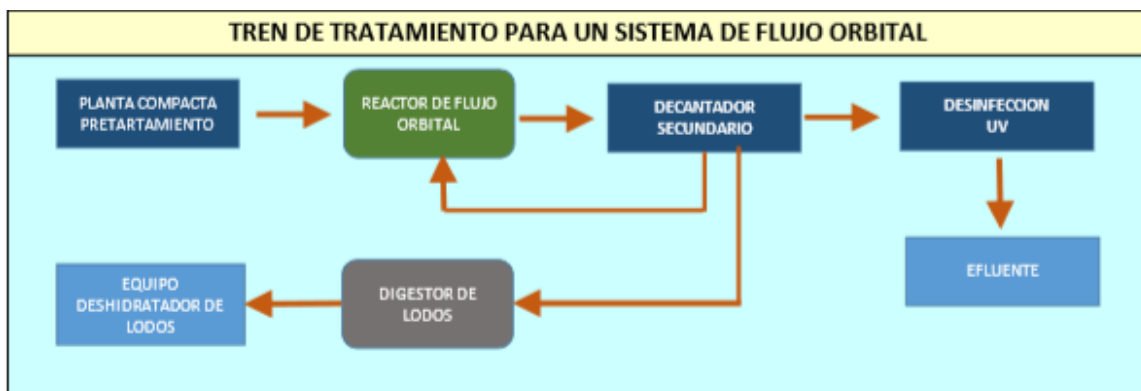 TREN DE TRATAMIENTO PARA UN SISTEMA DE FLUJO ORBITAL
PLANTA COMPACTA
PRETARTAMIENTO
REACTOR DE FLUJO
ORBITAL
DECANTADOR
SECUNDARIO
DESINFECCION
UV
EQUIPO
DESHIDRATADOR DE
LODOS
DIGESTOR DE
LODOS
EFLUENTE